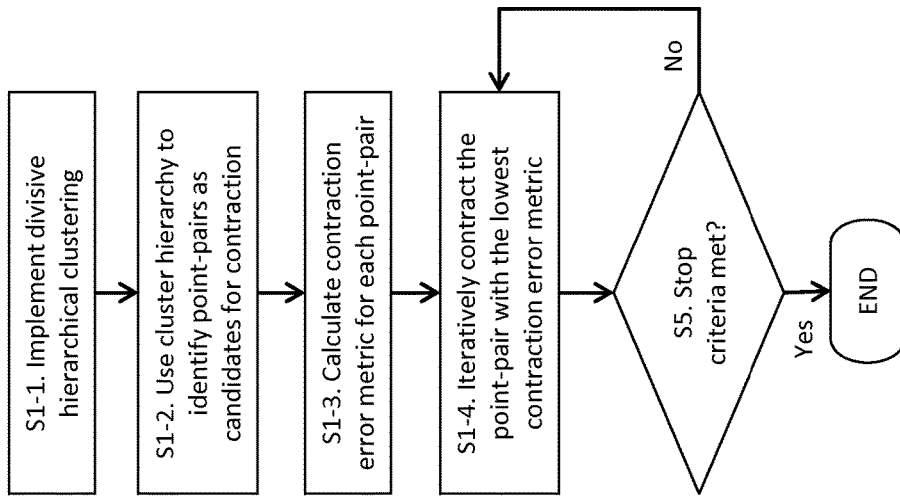 S1-1. Implement divisive
hierarchical clustering
S1-2. Use cluster hierarchy to
identify point-pairs as
candidates for contraction
S1-3. Calculate contraction
error metric for each point-pair
S1-4. Iteratively contract the
point-pair with the lowest
contraction error metric
No
S5. Stop
criteria met?
Yes
END